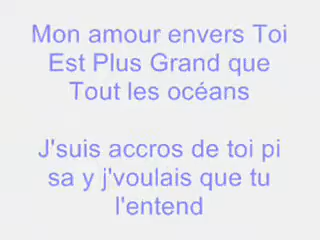 Mon amour envers Toi
Est Plus Grand que
Tout les océans
J'suis accros de toi pi
sa y j'voulais que tu
l'entend